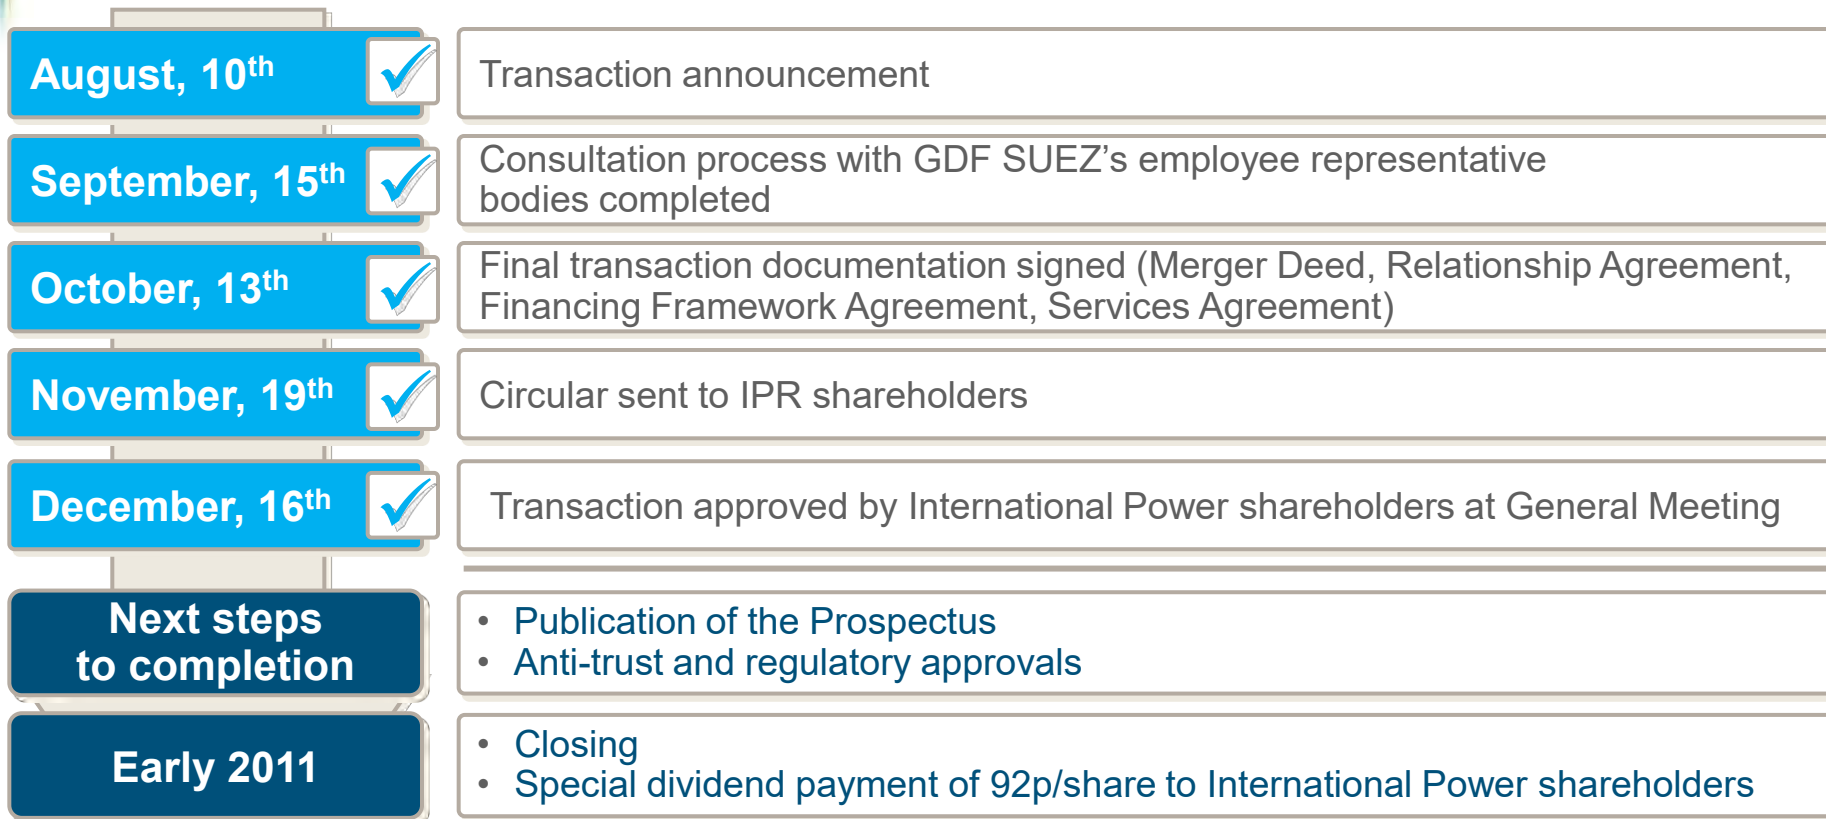 August, 10th
Transaction announcement
September, 15th
Consultation process with GDF SUEZ’s employee representative
bodies completed
October, 13th
Final transaction documentation signed (Merger Deed, Relationship Agreement,
Financing Framework Agreement, Services Agreement)
November, 19th
Circular sent to IPR shareholders
December, 16th
Transaction approved by International Power shareholders at General Meeting
Next steps
to completion
• Publication of the Prospectus
• Anti-trust and regulatory approvals
Early 2011
• Closing
• Special dividend payment of 92p/share to International Power shareholders